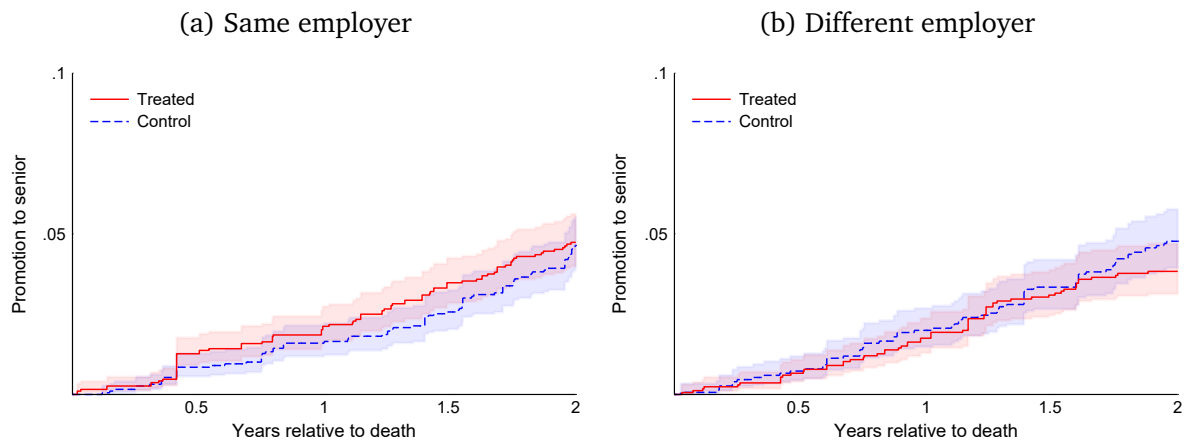 (a) Same employer
.1
.05
Promotion to senior
Treated
Control
0.5 1 1.5 2
Years relative to death
(b) Different employer
.1
.05
Promotion to senior
Treated
Control
0.5 1 1.5 2
Years relative to death